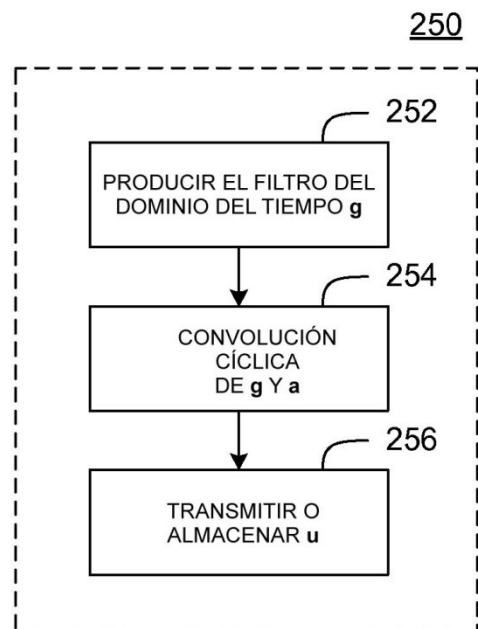 250
252
PRODUCIR EL FILTRO DEL
DOMINIO DEL TIEMPO g
254
CONVOLUCIÓN
CÍCLICA
DE g Y a
256
TRANSMITIR O
ALMACENAR u